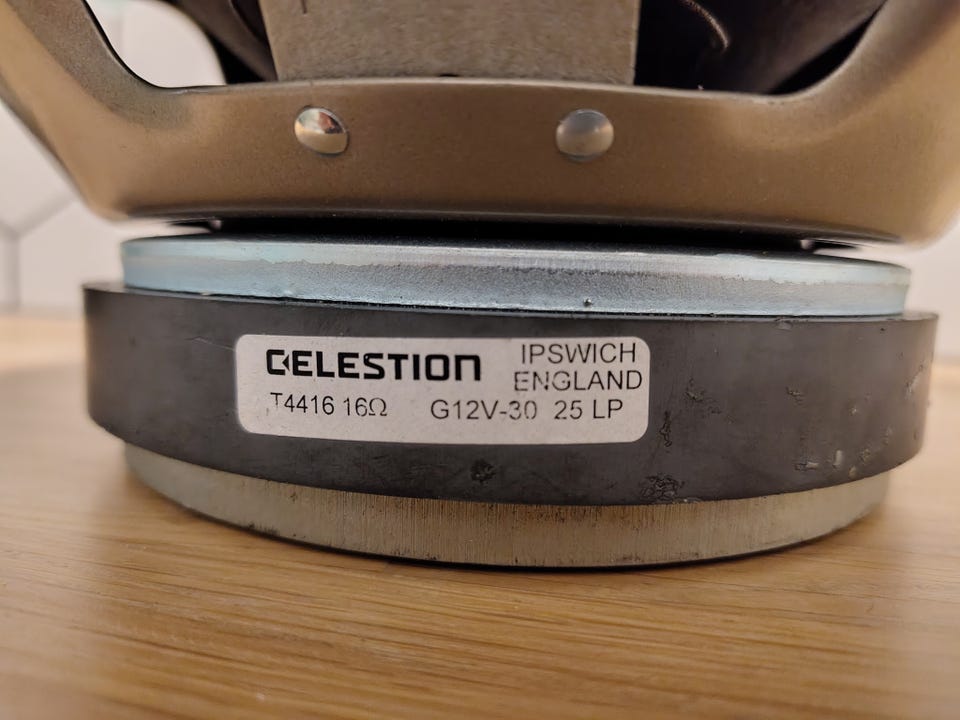 CELESTION
IPSWICH
ENGLAND
T4416 16Ω G12V-30 25 LP